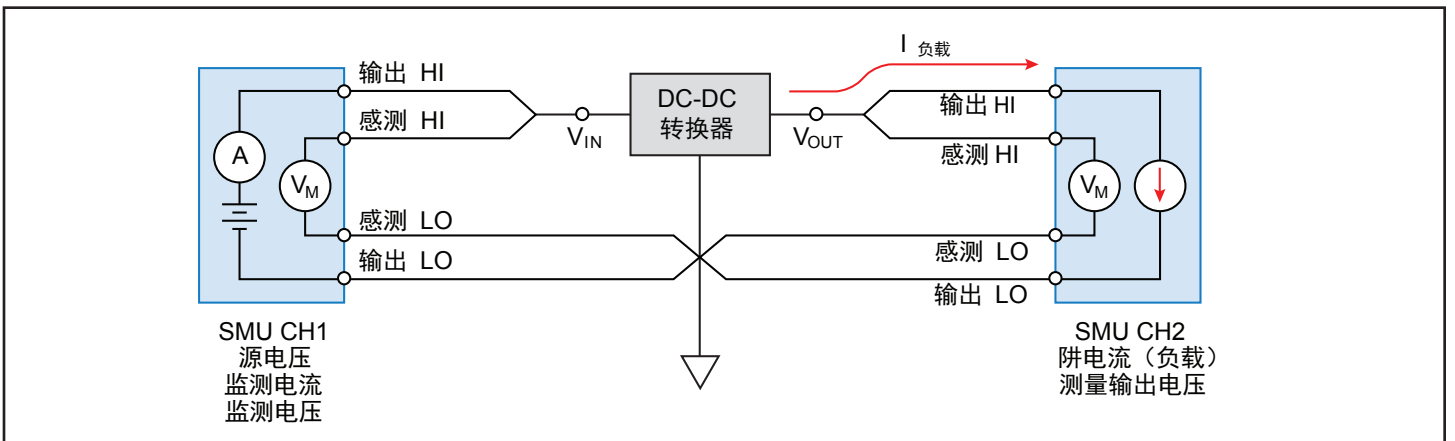 I 负载
输出 HI
感测 HI
A
V_M
感测 LO
输出 LO
V_IN
DC-DC
转换器
V_OUT
输出 HI
感测 HI
V_M
感测 LO
输出 LO
SMU CH1
源电压
监测电流
监测电压
SMU CH2
阱电流（负载）
测量输出电压